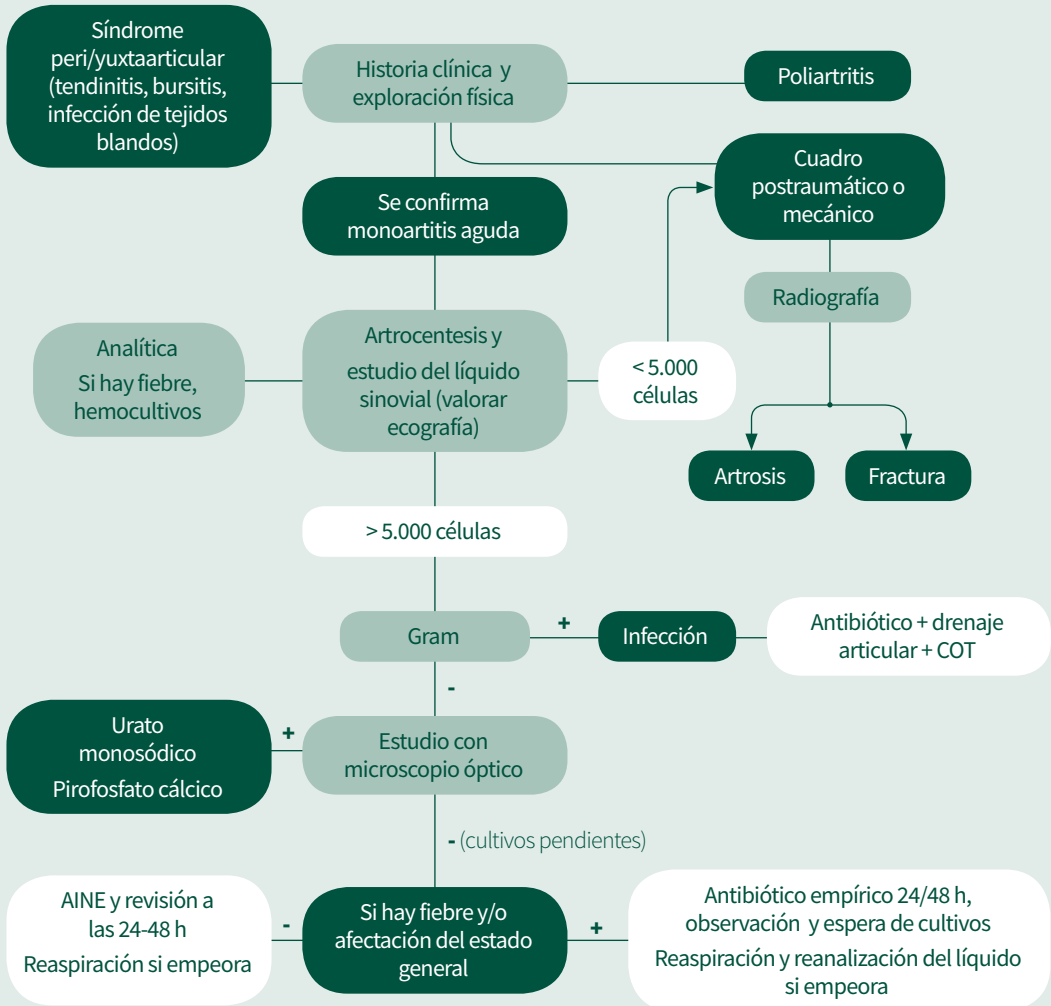 Síndrome
peri/yuxtaarticular
(tendinitis, bursitis,
infección de tejidos
blandos)
Historia clínica y
exploración física
Poliartritis
Cuadro
postraumático o
mecánico
Se confirma
monoartitis aguda
Radiografía
Analítica
Si hay fiebre,
hemocultivos
Artrocentesis y
estudio del líquido
sinovial (valorar
ecografía)
< 5.000
células
Artrosis
Fractura
> 5.000 células
Gram
+
Infección
Antibiótico + drenaje
articular + COT
-
Urato
monosódico
Pirofosfato cálcico
+
Estudio con
microscopio óptico
- (cultivos pendientes)
AINE y revisión a
las 24-48 h
Reaspiración si empeora
-
Si hay fiebre y/o
afectación del estado
general
+
Antibiótico empírico 24/48 h,
observación y espera de cultivos
Reaspiración y reanalización del líquido
si empeora